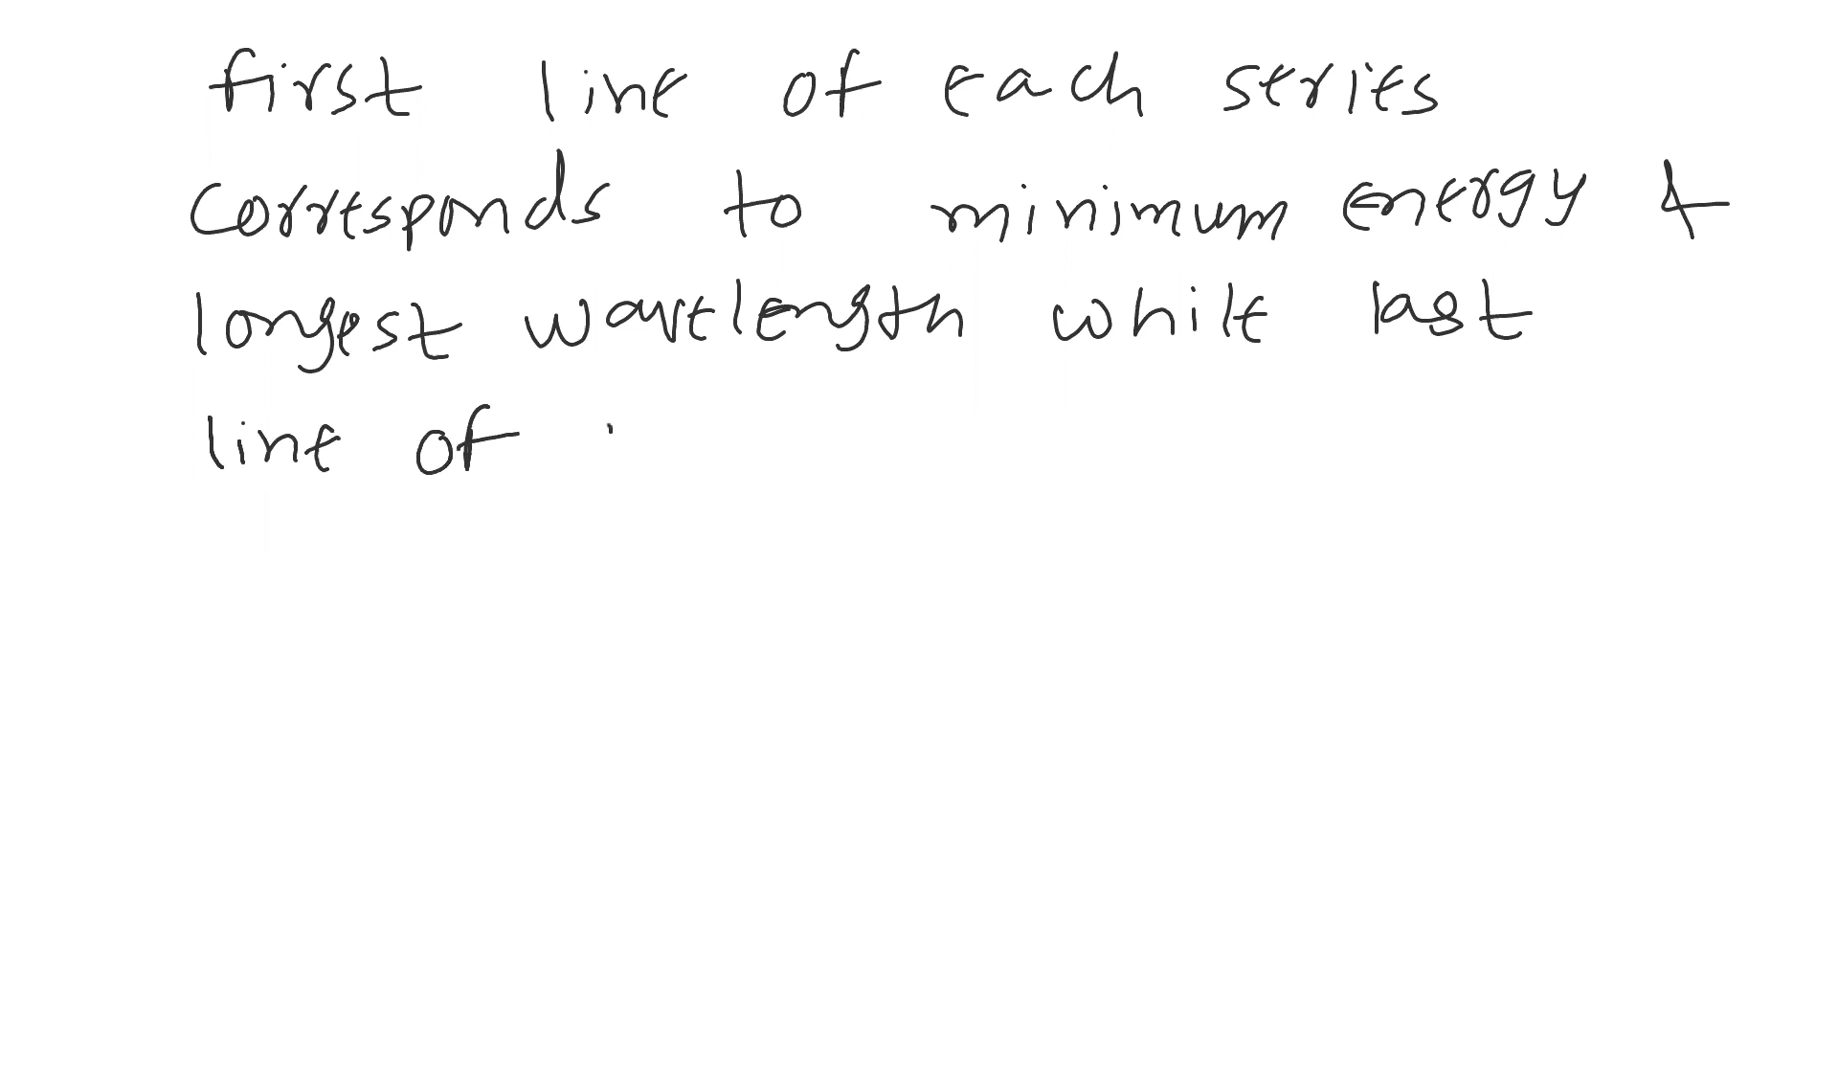 first line of each series
corresponds to minimum energy &
longest wavelength while last
line of